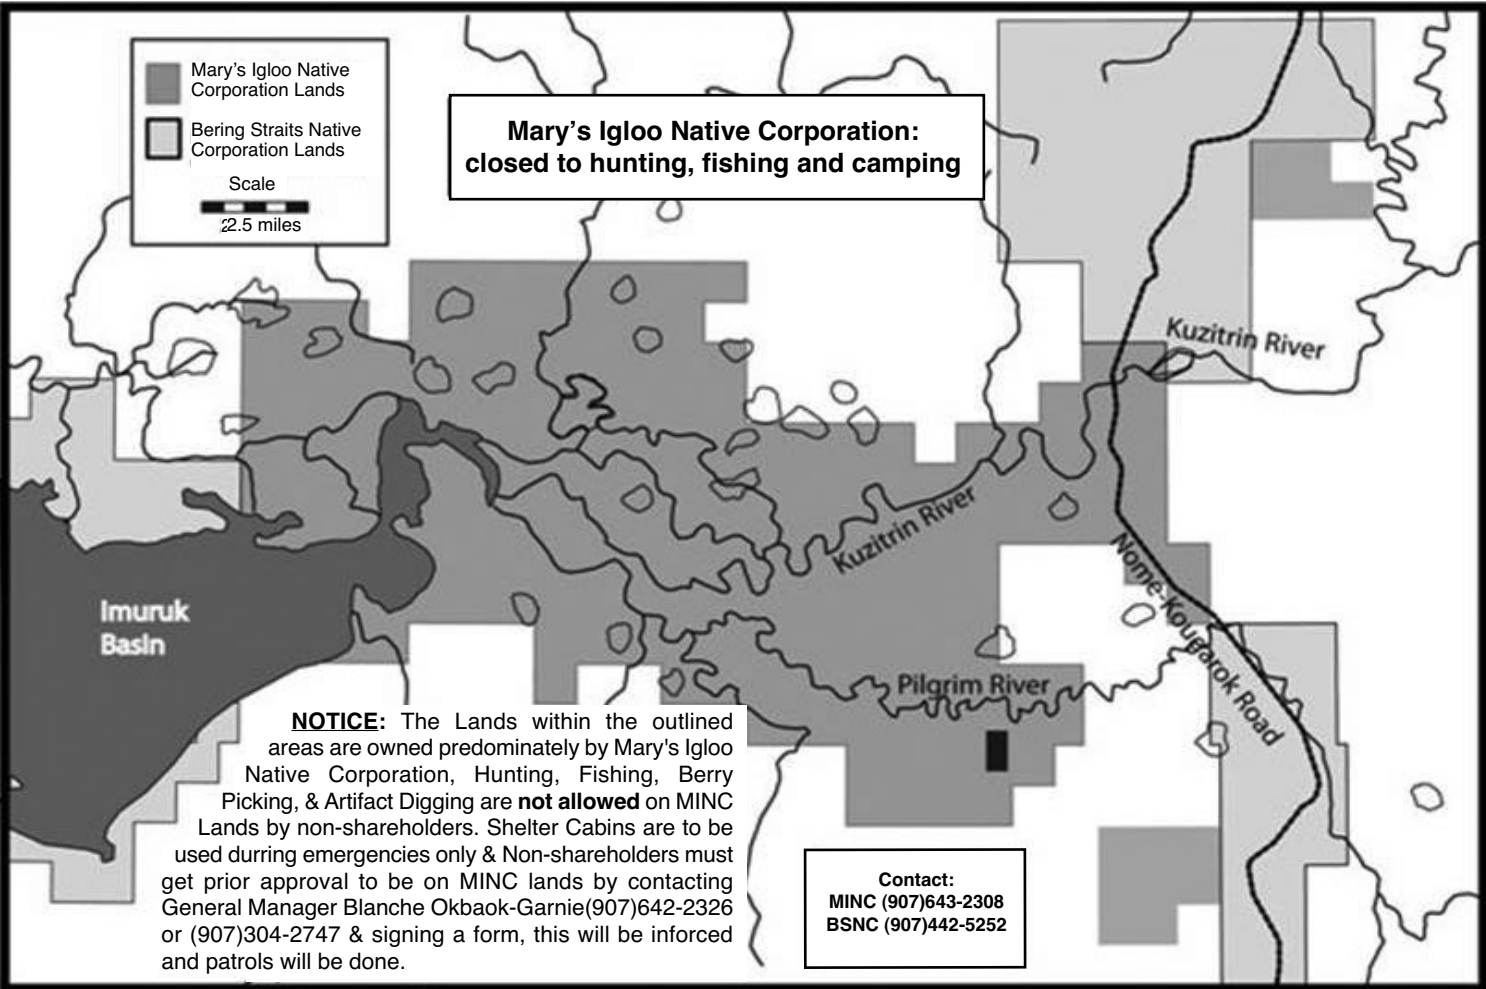 Mary's Igloo Native
Corporation Lands
Bering Straits Native
Corporation Lands
Scale
2.5 miles
Mary's Igloo Native Corporation:
closed to hunting, fishing and camping
Kuzitrin River
Kuzitrin River
Nome-Kougarok Road
Imuruk
Basin
Pilgrim River
NOTICE: The Lands within the outlined
areas are owned predominately by Mary's Igloo
Native Corporation, Hunting, Fishing, Berry
Picking, & Artifact Digging are not allowed on MINC
Lands by non-shareholders. Shelter Cabins are to be
used durring emergencies only & Non-shareholders must
get prior approval to be on MINC lands by contacting
General Manager Blanche Okbaok-Garnie(907)642-2326
or (907)304-2747 & signing a form, this will be inforced
and patrols will be done.
Contact:
MINC (907)643-2308
BSNC (907)442-5252